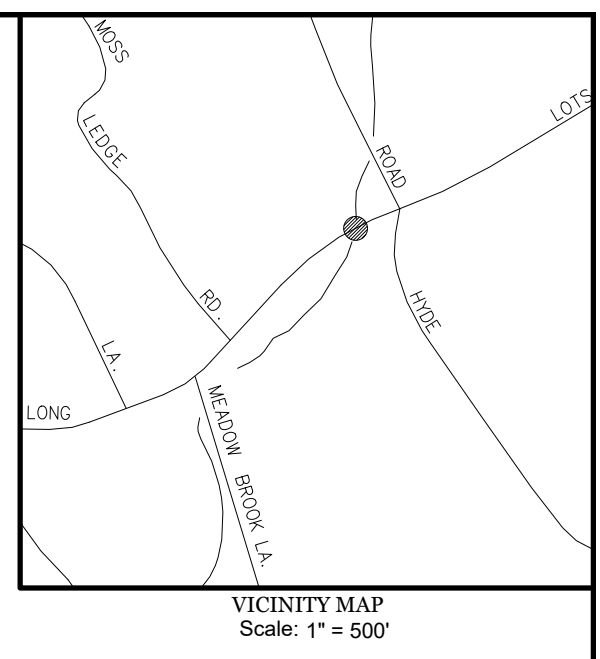 MOSS
LEDGE
RD.
ROAD
LOTS
HYDE
LA.
LONG
MEADOW BROOK LA.
VICINITY MAP
Scale: 1" = 500'